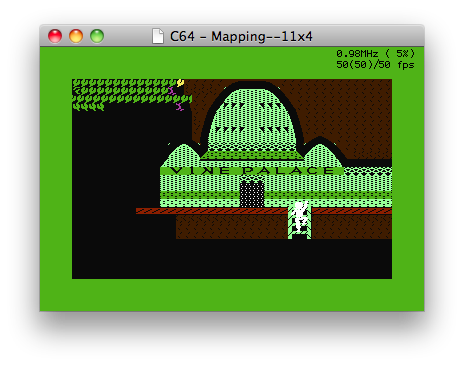 C64 - Mapping--11x4
0.98MHz ( 5%)
50(50)/50 fps
VINE PALACE